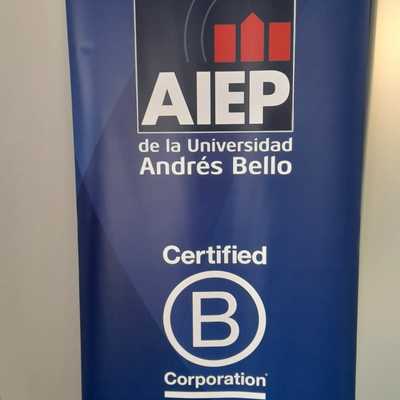 AIEP
de la Universidad
Andrés Bello
Certified
B
Corporation